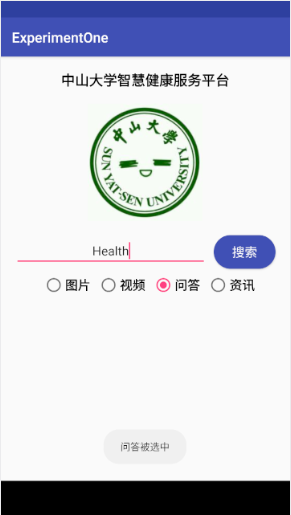 ExperimentOne
中山大学智慧健康服务平台
中山大学
SUN YAT-SEN UNIVERSITY
Health
搜索
图片 视频 问答 资讯
问答被选中